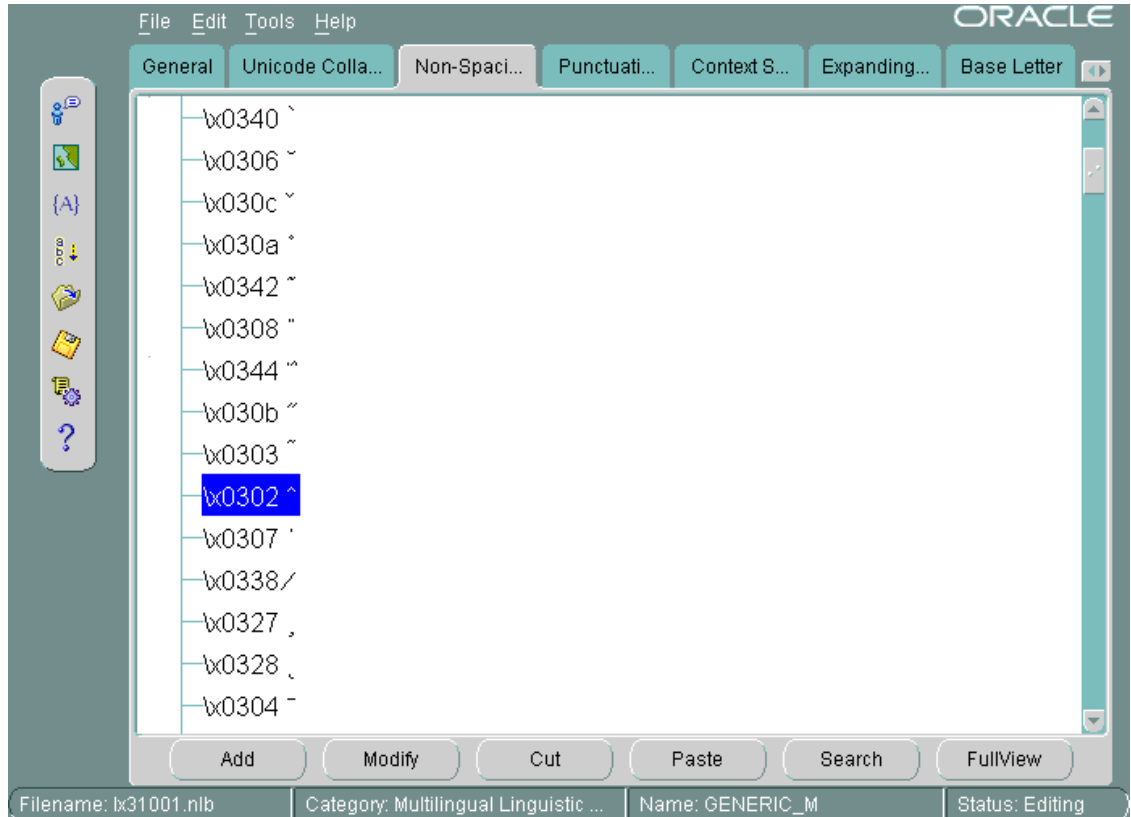 File Edit Tools Help ORACLE
General Unicode Colla... Non-Spaci... Punctuati... Context S... Expanding... Base Letter
{A}
a
b
c
?
\x0340 `
\x0306 ˘
\x030c ˇ
\x030a ˚
\x0342 ˜
\x0308 ¨
\x0344 ΅
\x030b ˝
\x0303 ˜
\x0302 ^
\x0307 ˙
\x0338/
\x0327 ¸
\x0328 ˛
\x0304 ¯
Add Modify Cut Paste Search FullView
Filename: lx31001.nlb Category: Multilingual Linguistic ... Name: GENERIC_M Status: Editing